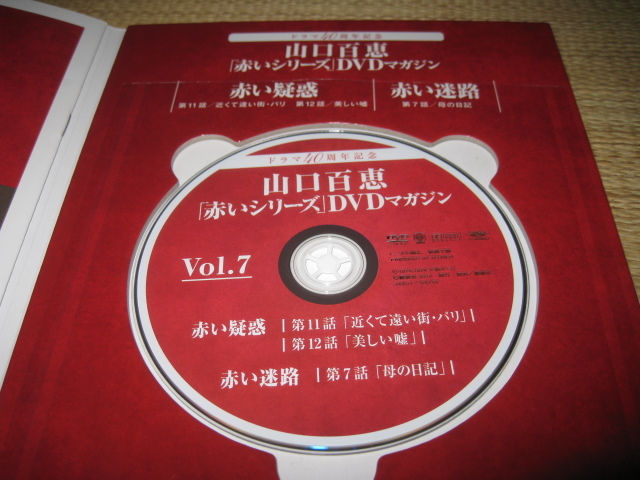 ドラマ40周年記念
山口百恵
「赤いシリーズ」DVDマガジン
赤い疑惑
第11話／近くて遠い街・パリ 第12話／美しい嘘
赤い迷路
第7話／母の日記
ドラマ40周年記念
山口百恵
「赤いシリーズ」DVDマガジン
Vol.7
赤い疑惑
第11話「近くて遠い街・パリ」
第12話「美しい嘘」
赤い迷路
第7話「母の日記」